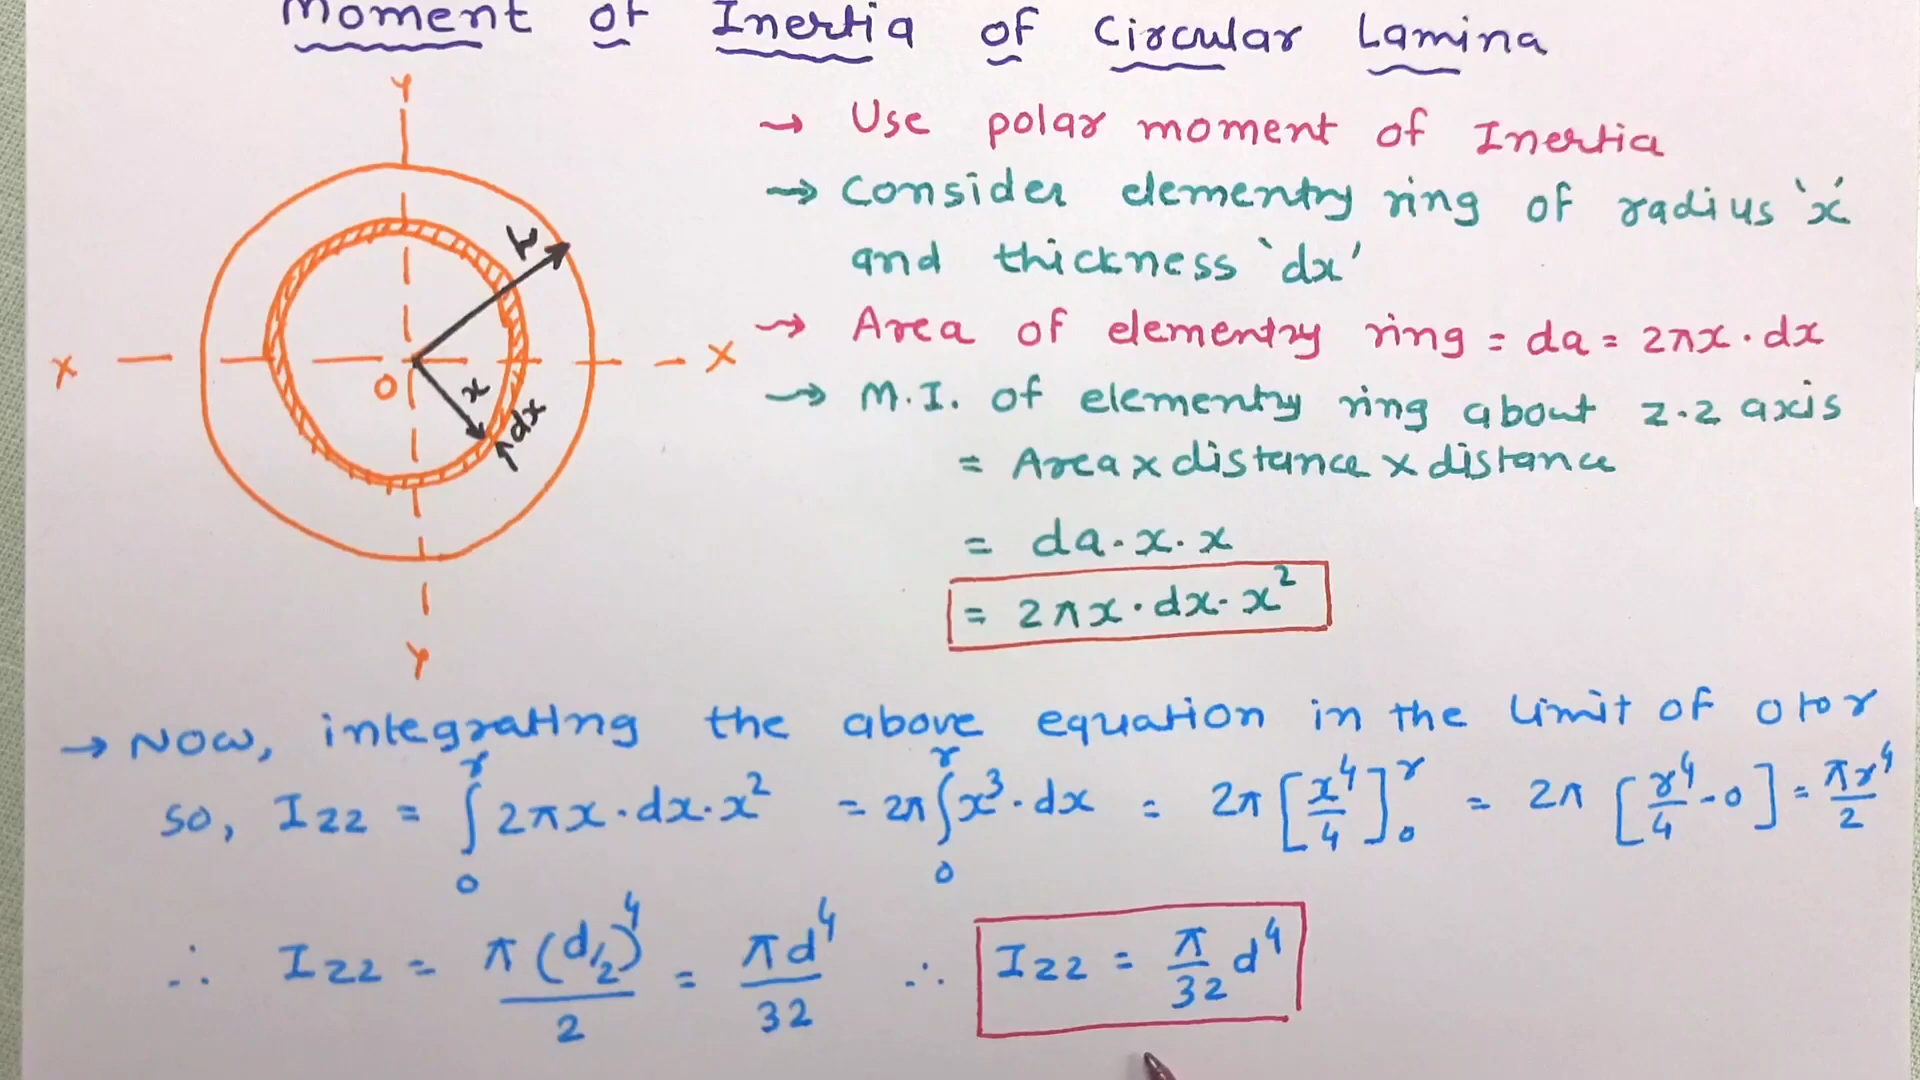 Moment of Inertia of Circular Lamina
Y
→ Use polar moment of Inertia
→ Consider elementry ring of radius 'x'
and thickness 'dx'
r
→ Area of elementry ring = da = 2πx · dx
X
X
O
x
dx
→ M.I. of elementry ring about z-z axis
= Area x distance x distance
= da · x · x
= 2πx · dx · x²
Y
→ Now, integrating the above equation in the limit of 0 to r
so, Izz = ∫₀ʳ 2πx · dx · x² = 2π ∫₀ʳ x³ · dx = 2π [x⁴/4]₀ʳ = 2π [r⁴/4 - 0] = πr⁴/2
∴ Izz = π(d/2)⁴/2 = πd⁴/32 ∴ Izz = π/32 d⁴